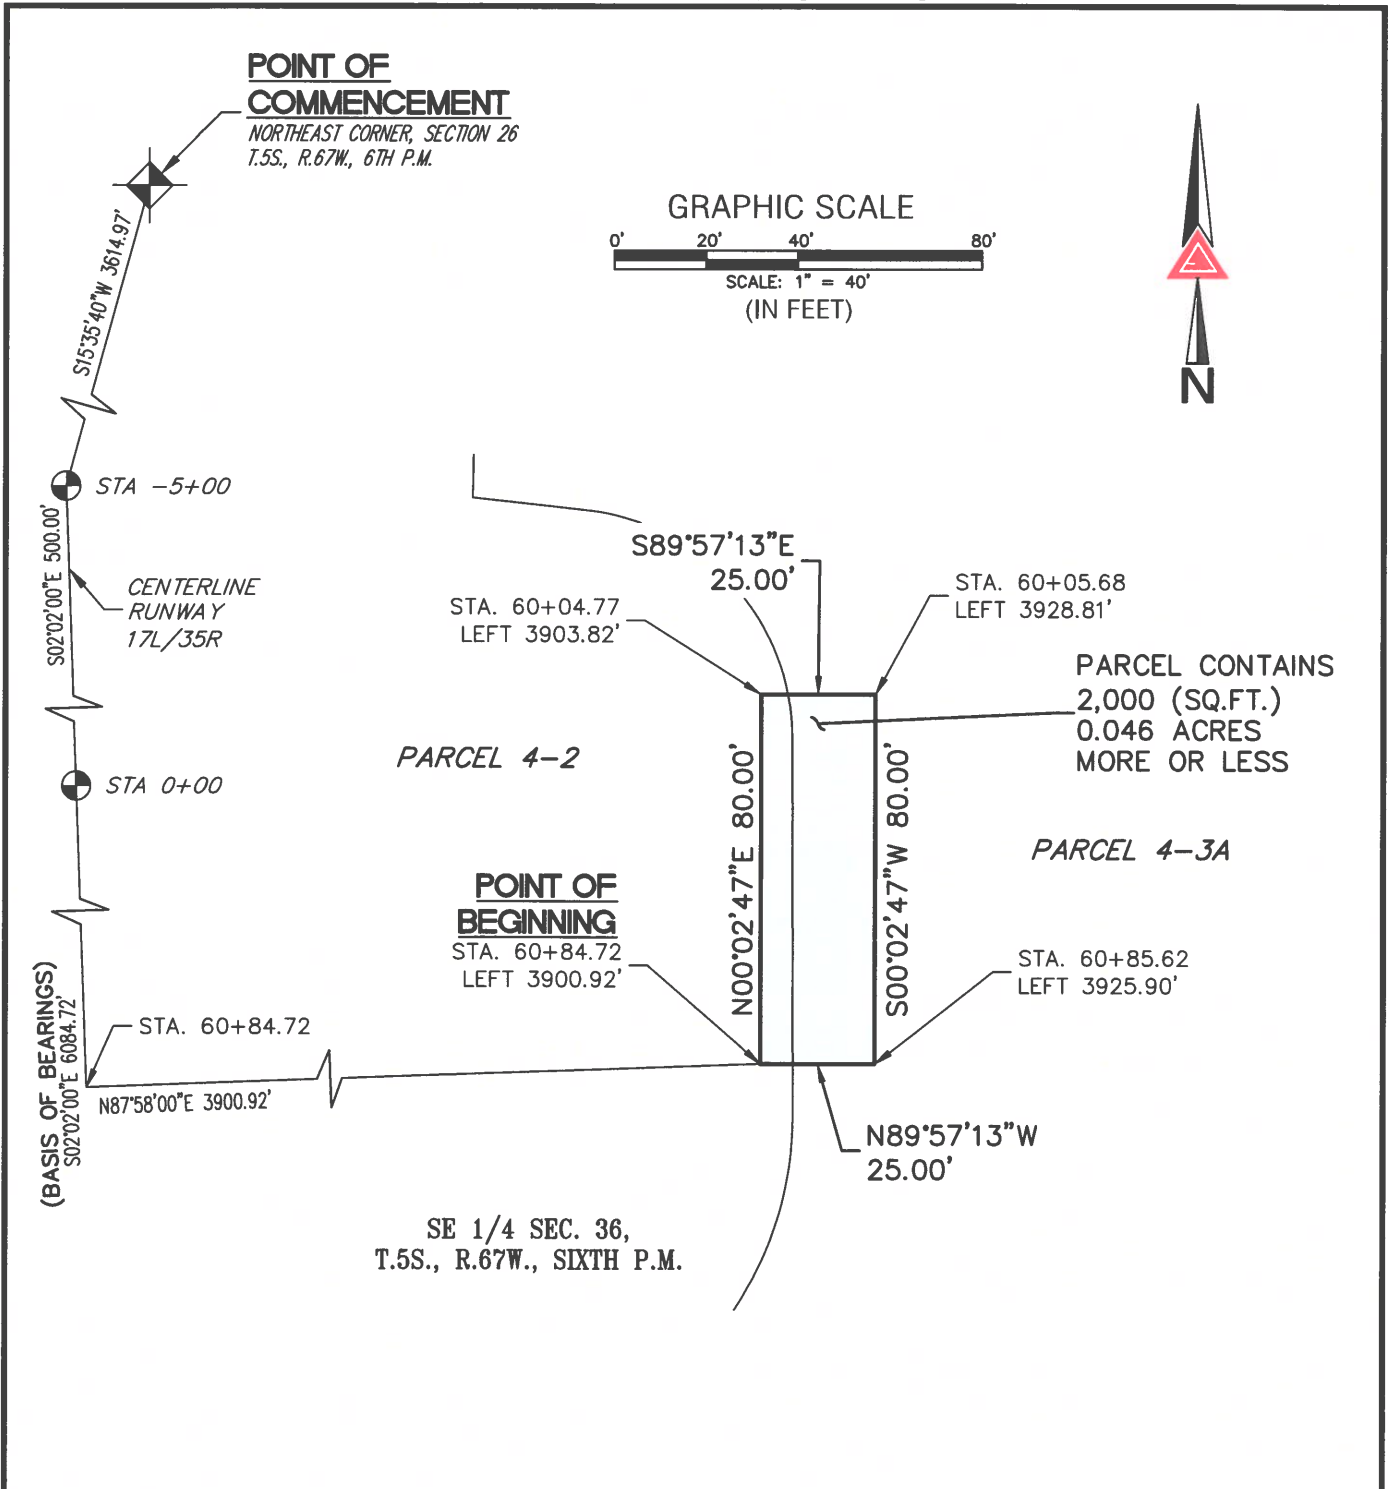 POINT OF
COMMENCEMENT
NORTHEAST CORNER, SECTION 26
T.5S., R.67W., 6TH P.M.
GRAPHIC SCALE
0' 20' 40' 80'
SCALE: 1" = 40'
(IN FEET)
N
S15°35'40"W 3614.97'
STA -5+00
S02°02'00"E 500.00'
CENTERLINE
RUNWAY
17L/35R
S89°57'13"E
25.00'
STA. 60+04.77
LEFT 3903.82'
STA. 60+05.68
LEFT 3928.81'
PARCEL CONTAINS
2,000 (SQ.FT.)
0.046 ACRES
MORE OR LESS
PARCEL 4-2
STA 0+00
N00°02'47"E 80.00'
S00°02'47"W 80.00'
PARCEL 4-3A
POINT OF
BEGINNING
STA. 60+84.72
LEFT 3900.92'
STA. 60+85.62
LEFT 3925.90'
(BASIS OF BEARINGS)
S02°02'00"E 6084.72'
STA. 60+84.72
N87°58'00"E 3900.92'
N89°57'13"W
25.00'
SE 1/4 SEC. 36,
T.5S., R.67W., SIXTH P.M.